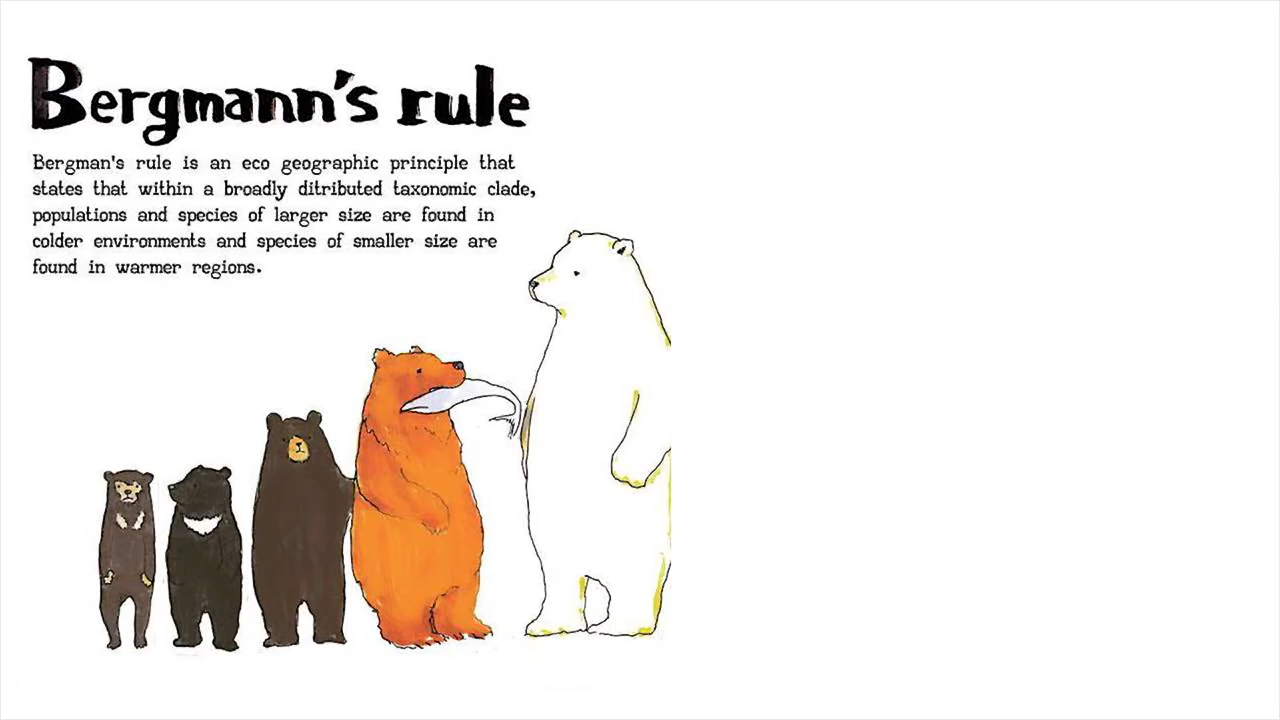 Bergmann's rule
Bergman's rule is an eco geographic principle that
states that within a broadly ditributed taxonomic clade,
populations and species of larger size are found in
colder environments and species of smaller size are
found in warmer regions.